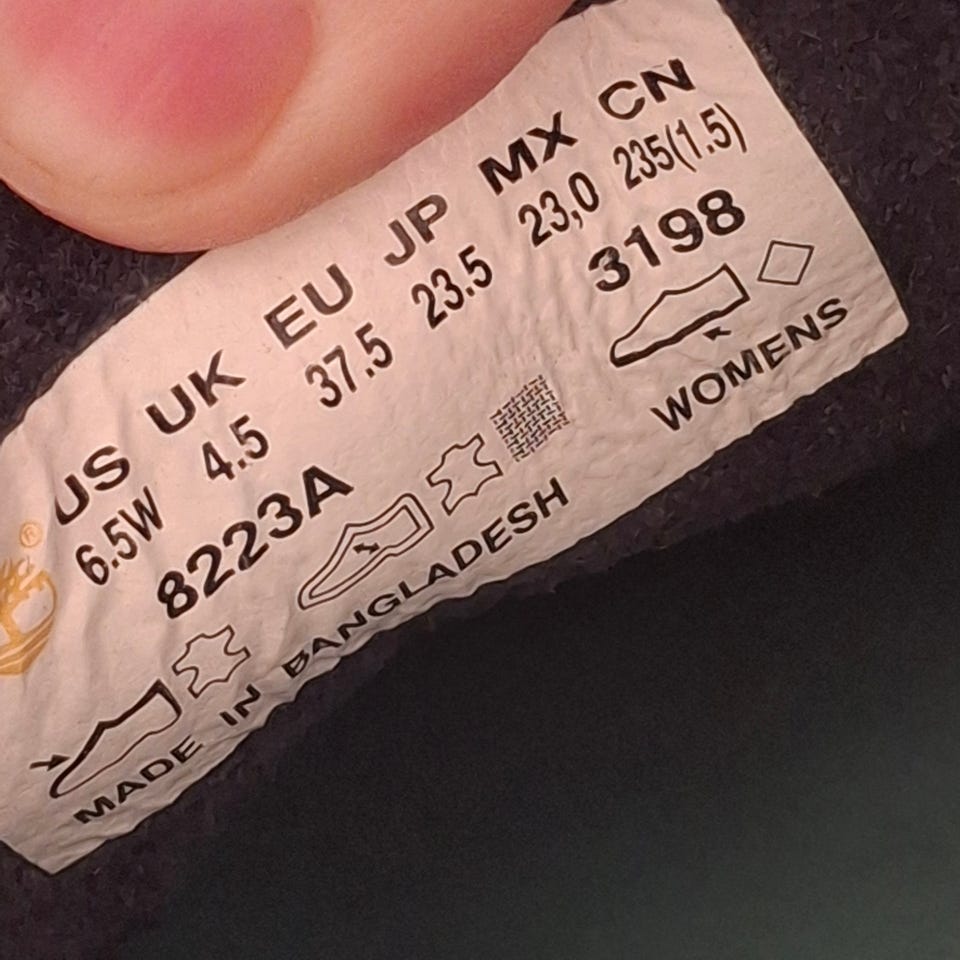 US UK EU JP MX CN
6.5W 4.5 37.5 23.5 23,0 235(1.5)
8223A 3198
WOMENS
MADE IN BANGLADESH
®